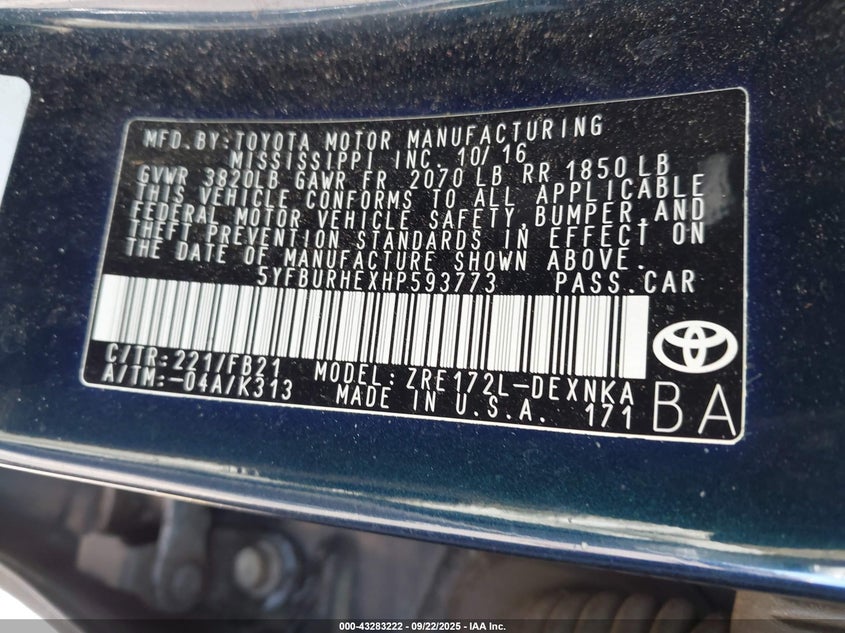 MFD. BY: TOYOTA MOTOR MANUFACTURING
MISSISSIPPI INC. 10/16
GVWR 3820LB GAWR FR 2070 LB RR 1850 LB
THIS VEHICLE CONFORMS TO ALL APPLICABLE
FEDERAL MOTOR VEHICLE SAFETY, BUMPER, AND
THEFT PREVENTION STANDARDS IN EFFECT ON
THE DATE OF MANUFACTURE SHOWN ABOVE.
5YFBURHEXHP593773 PASS. CAR
C/TR: 221/FB21 MODEL: ZRE172L-DEXNKA
A/TM: -04A/K313 MADE IN U.S.A. 171
BA
000-43283222 - 09/22/2025 - IAA Inc.